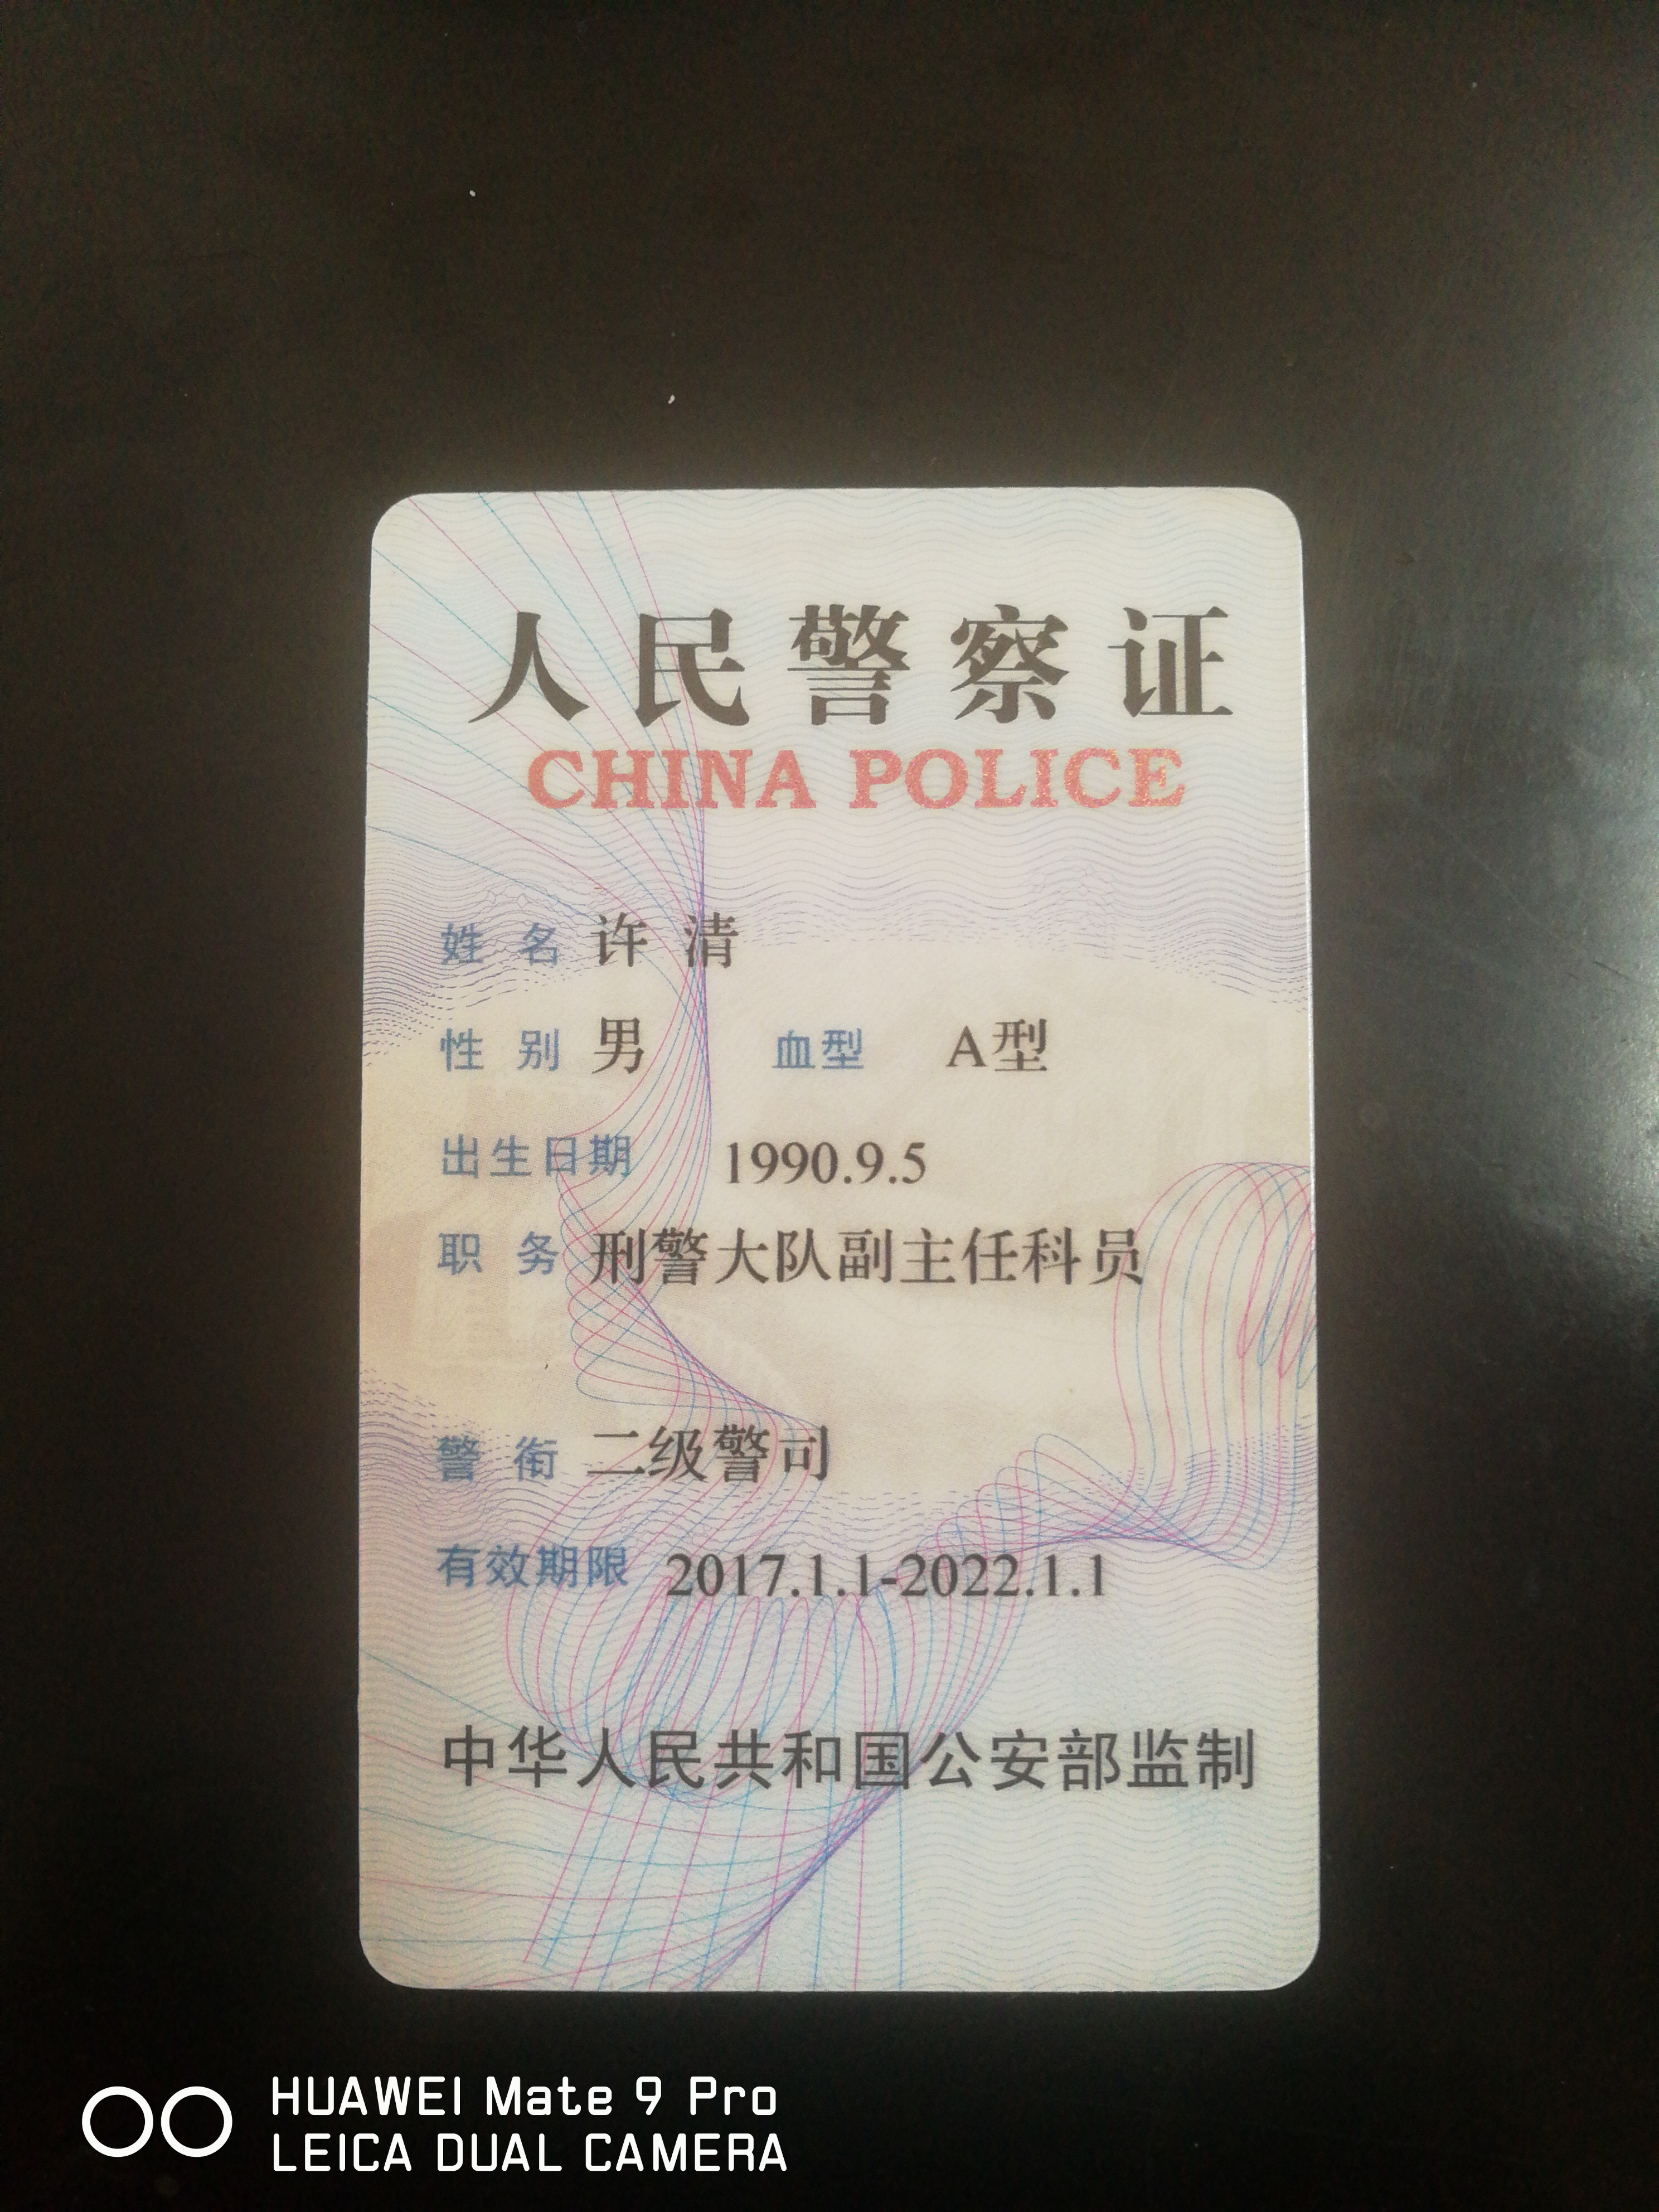 人民警察证
CHINA POLICE
姓名 许清
性别 男 血型 A型
出生日期 1990.9.5
职务 刑警大队副主任科员
警衔 二级警司
有效期限 2017.1.1-2022.1.1
中华人民共和国公安部监制
HUAWEI Mate 9 Pro
LEICA DUAL CAMERA